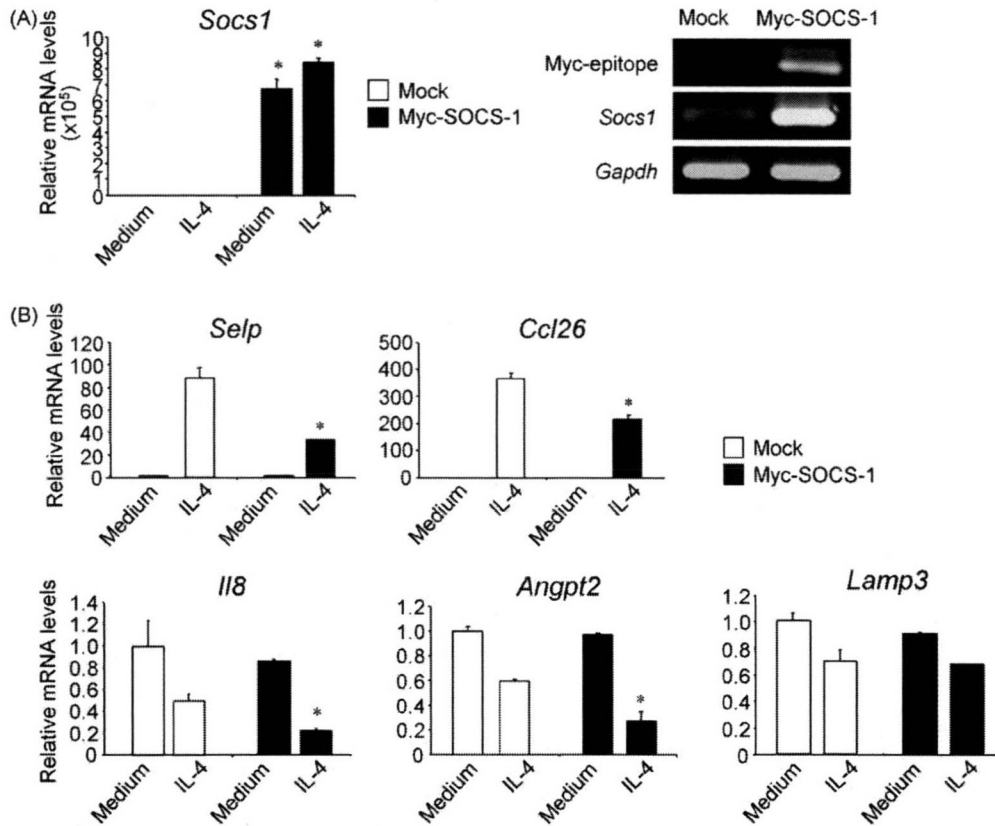 (A)
Socs1
Relative mRNA levels
(x10⁵)
10
9
8
7
6
5
4
3
2
1
0
*
*
Medium
IL-4
Medium
IL-4
Mock
Myc-SOCS-1
Mock Myc-SOCS-1
Myc-epitope
Socs1
Gapdh
(B)
Selp
Relative mRNA levels
120
100
80
60
40
20
0
*
Medium
IL-4
Medium
IL-4
Ccl26
500
400
300
200
100
0
*
Medium
IL-4
Medium
IL-4
Mock
Myc-SOCS-1
Il8
Relative mRNA levels
1.4
1.2
1.0
0.8
0.6
0.4
0.2
0
*
Medium
IL-4
Medium
IL-4
Angpt2
1.2
1.0
0.8
0.6
0.4
0.2
0
*
Medium
IL-4
Medium
IL-4
Lamp3
1.2
1.0
0.8
0.6
0.4
0.2
0
Medium
IL-4
Medium
IL-4